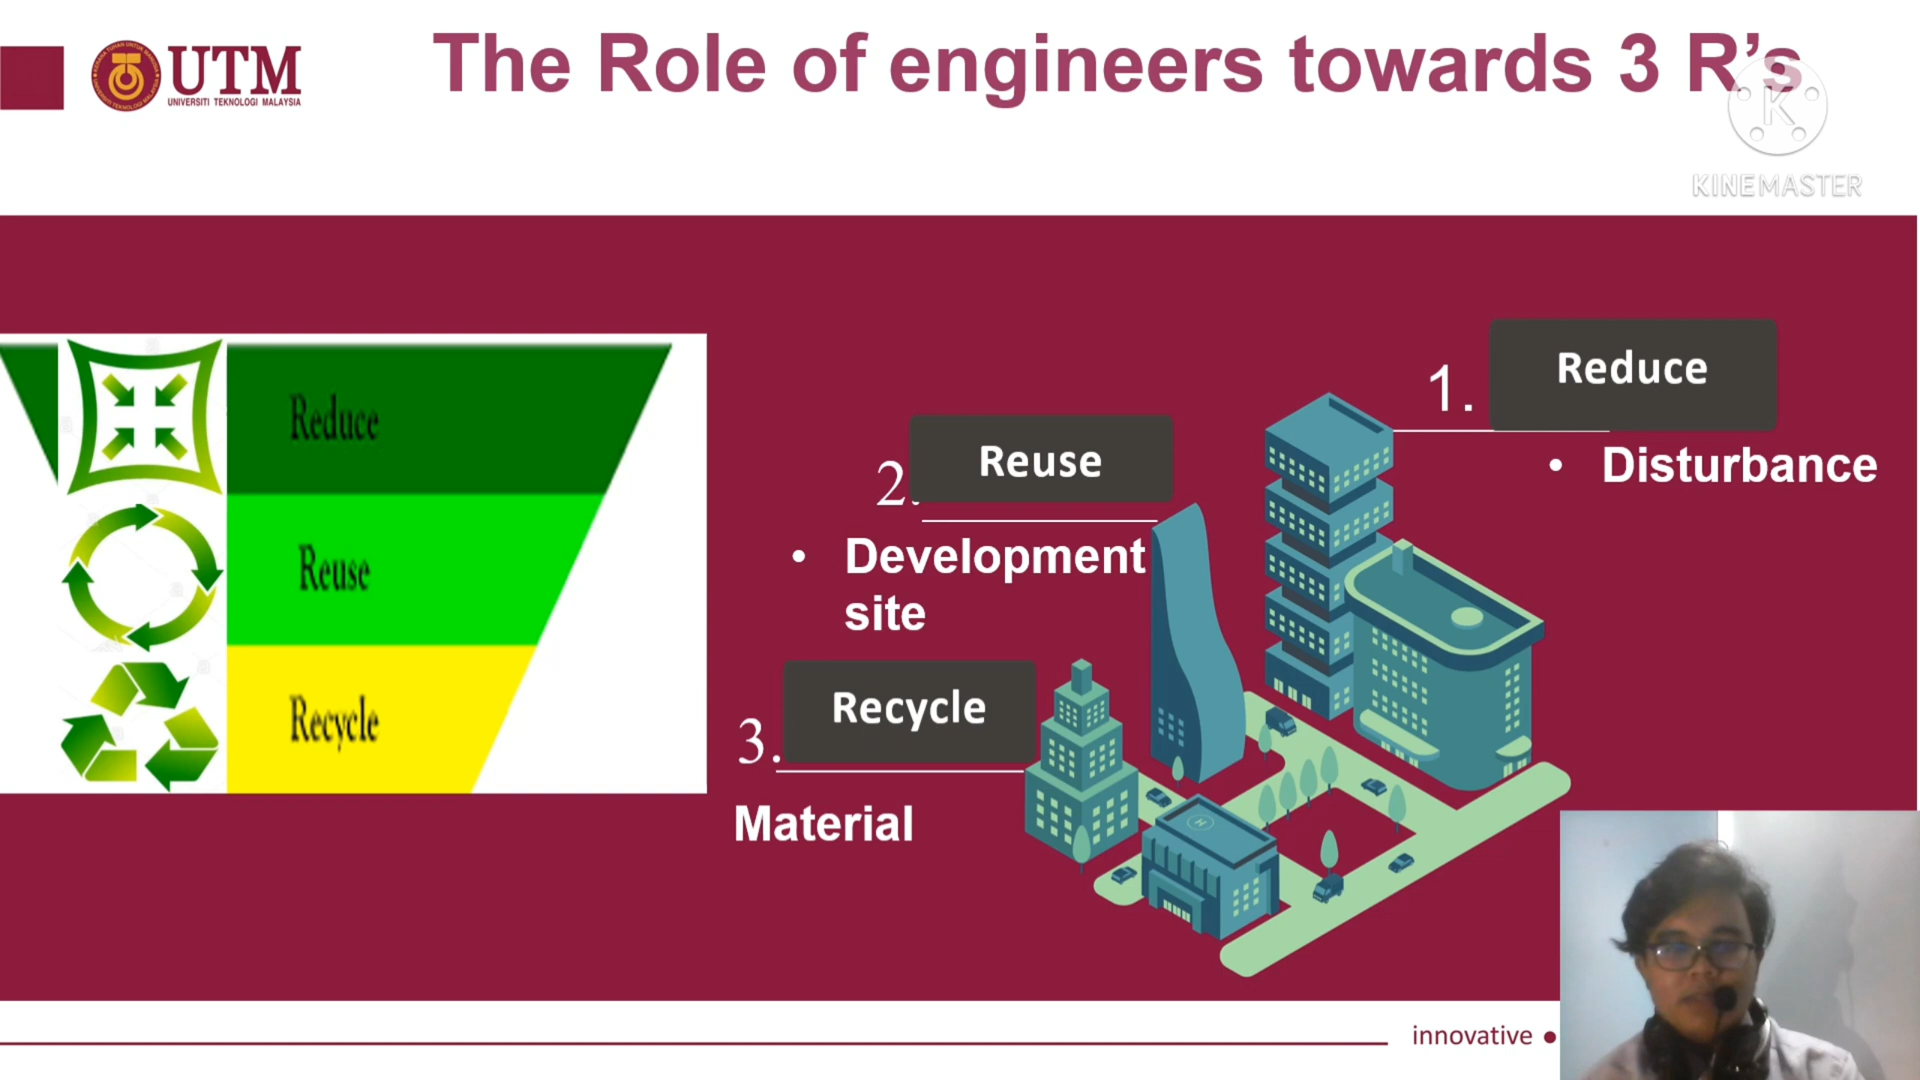 UTM
UNIVERSITI TEKNOLOGI MALAYSIA
The Role of engineers towards 3 R's
K
KINEMASTER
Reduce
Reuse
Recycle
1.
Reduce
• Disturbance
2.
Reuse
• Development
site
3.
Recycle
Material
H
innovative •